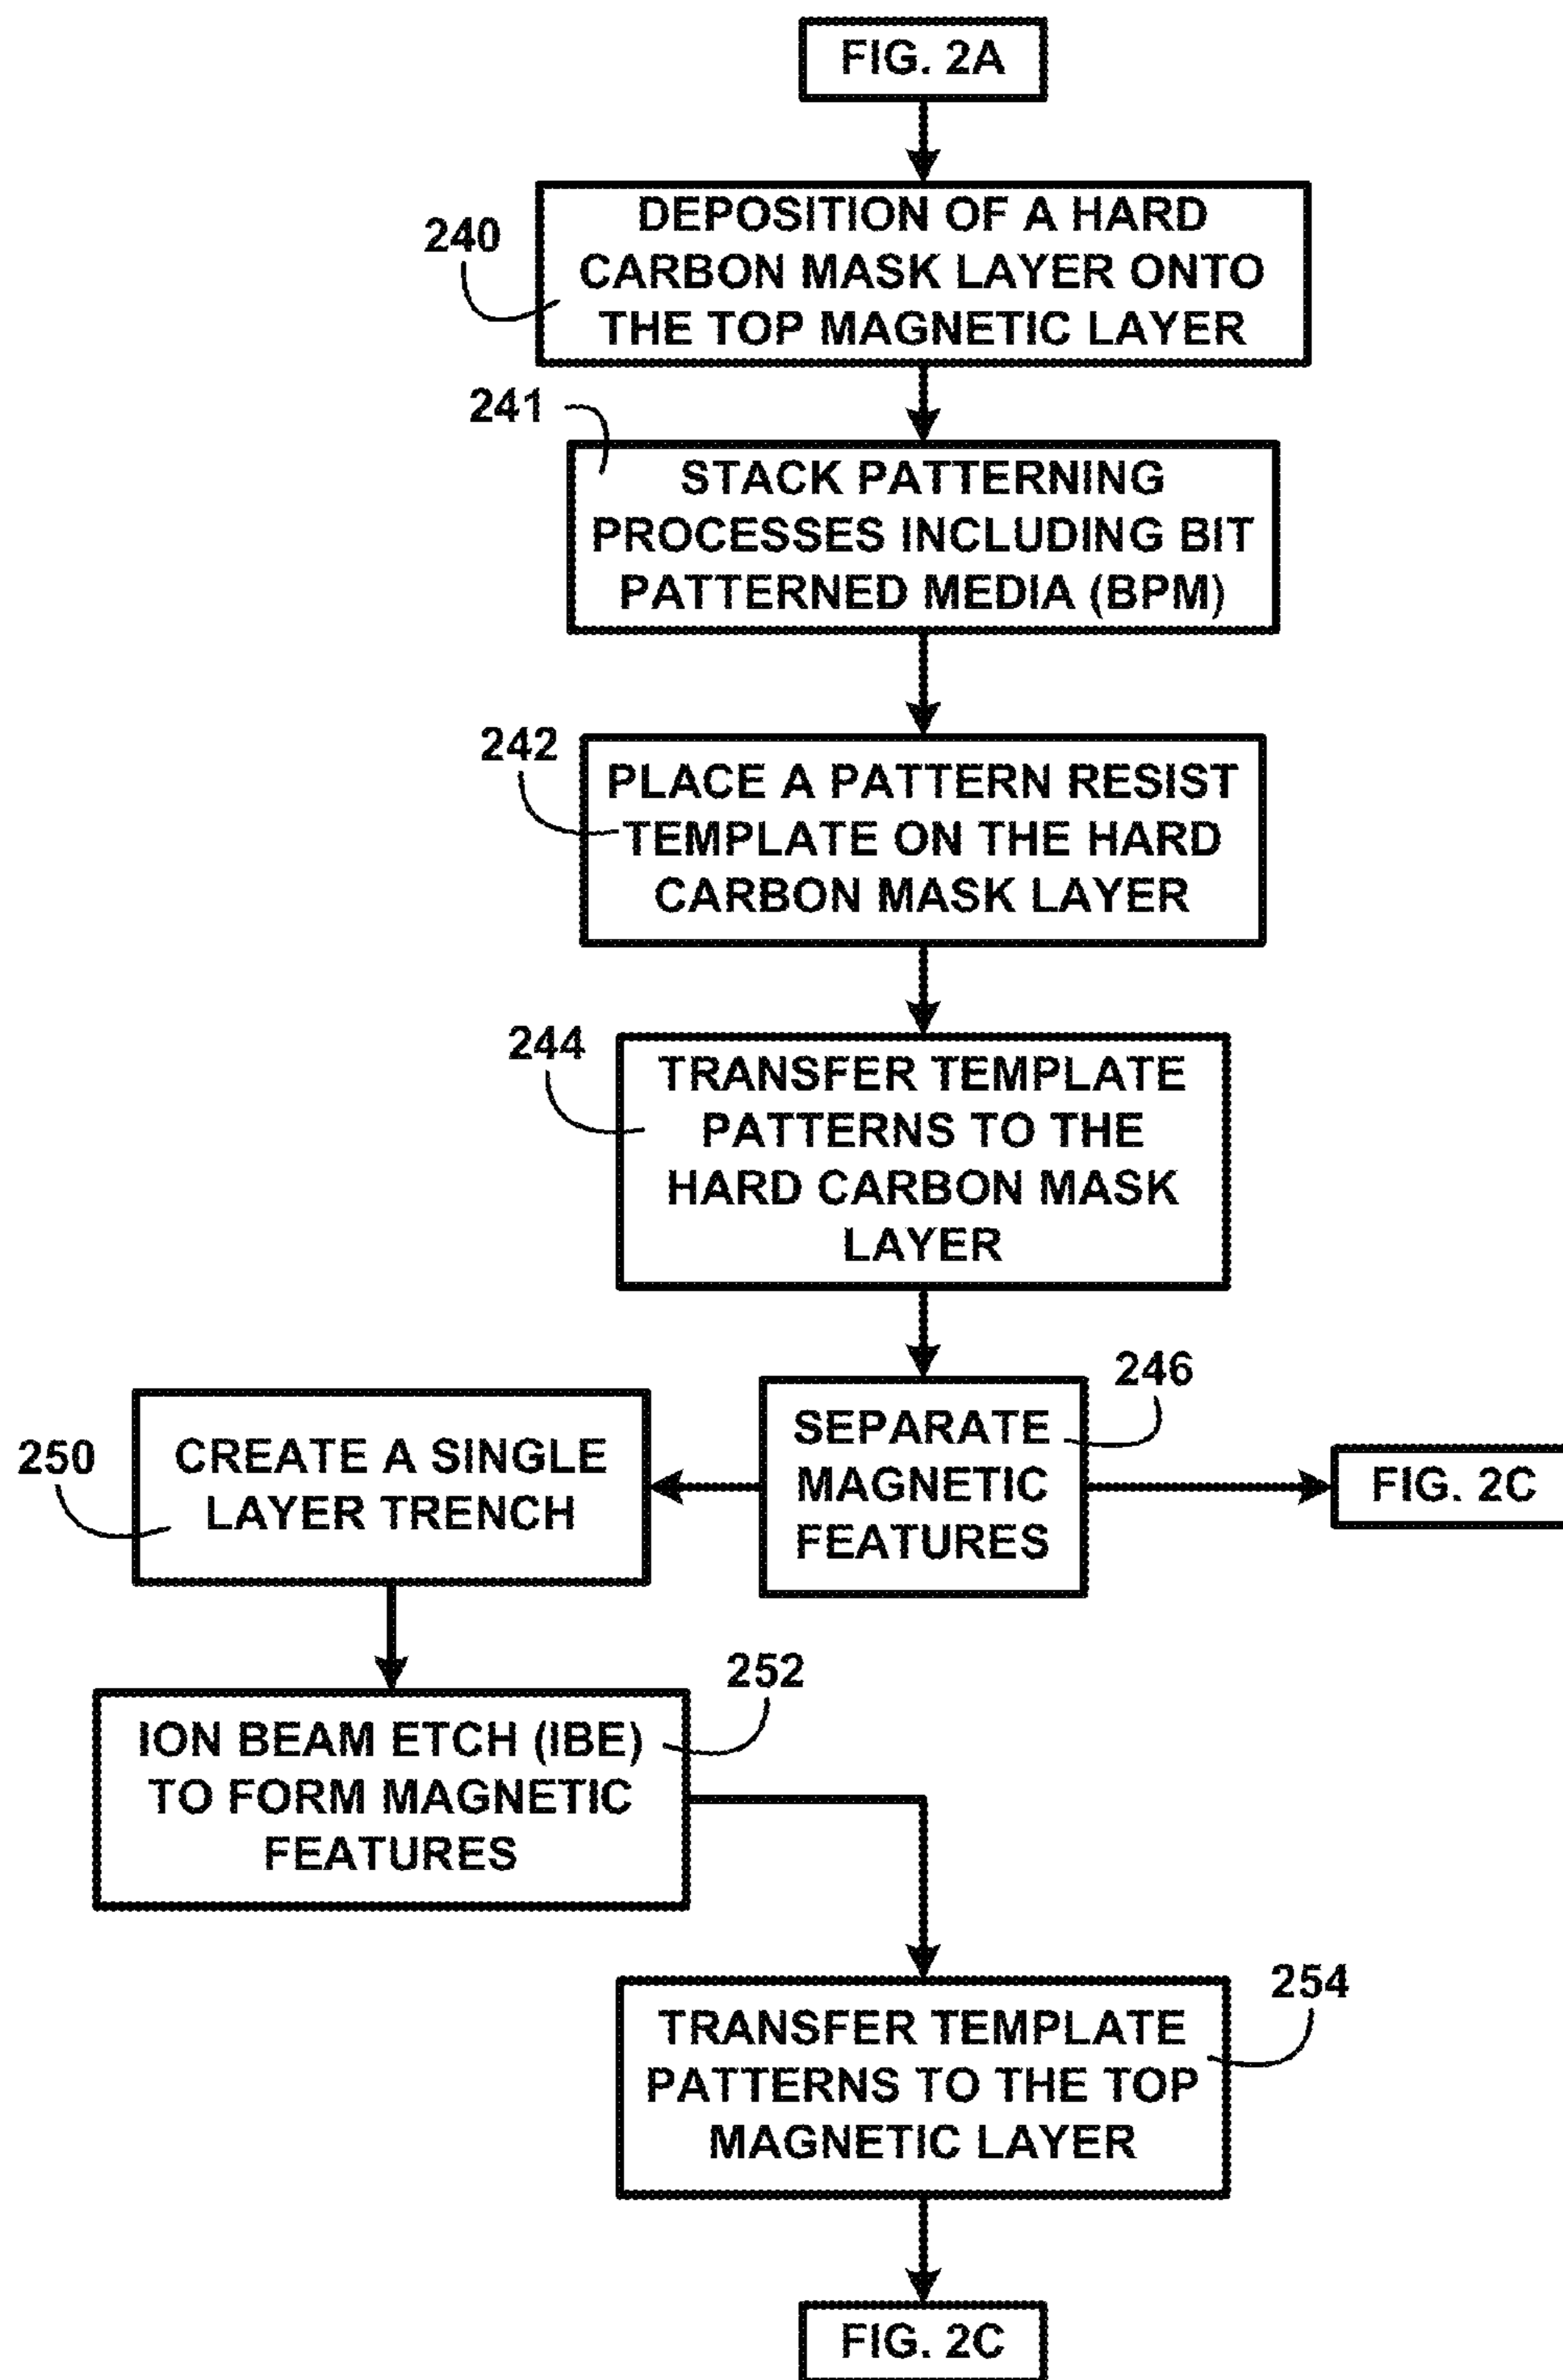 FIG. 2A
240
DEPOSITION OF A HARD
CARBON MASK LAYER ONTO
THE TOP MAGNETIC LAYER
241
STACK PATTERNING
PROCESSES INCLUDING BIT
PATTERNED MEDIA (BPM)
242
PLACE A PATTERN RESIST
TEMPLATE ON THE HARD
CARBON MASK LAYER
244
TRANSFER TEMPLATE
PATTERNS TO THE
HARD CARBON MASK
LAYER
246
SEPARATE
MAGNETIC
FEATURES
FIG. 2C
250
CREATE A SINGLE
LAYER TRENCH
252
ION BEAM ETCH (IBE)
TO FORM MAGNETIC
FEATURES
254
TRANSFER TEMPLATE
PATTERNS TO THE TOP
MAGNETIC LAYER
FIG. 2C